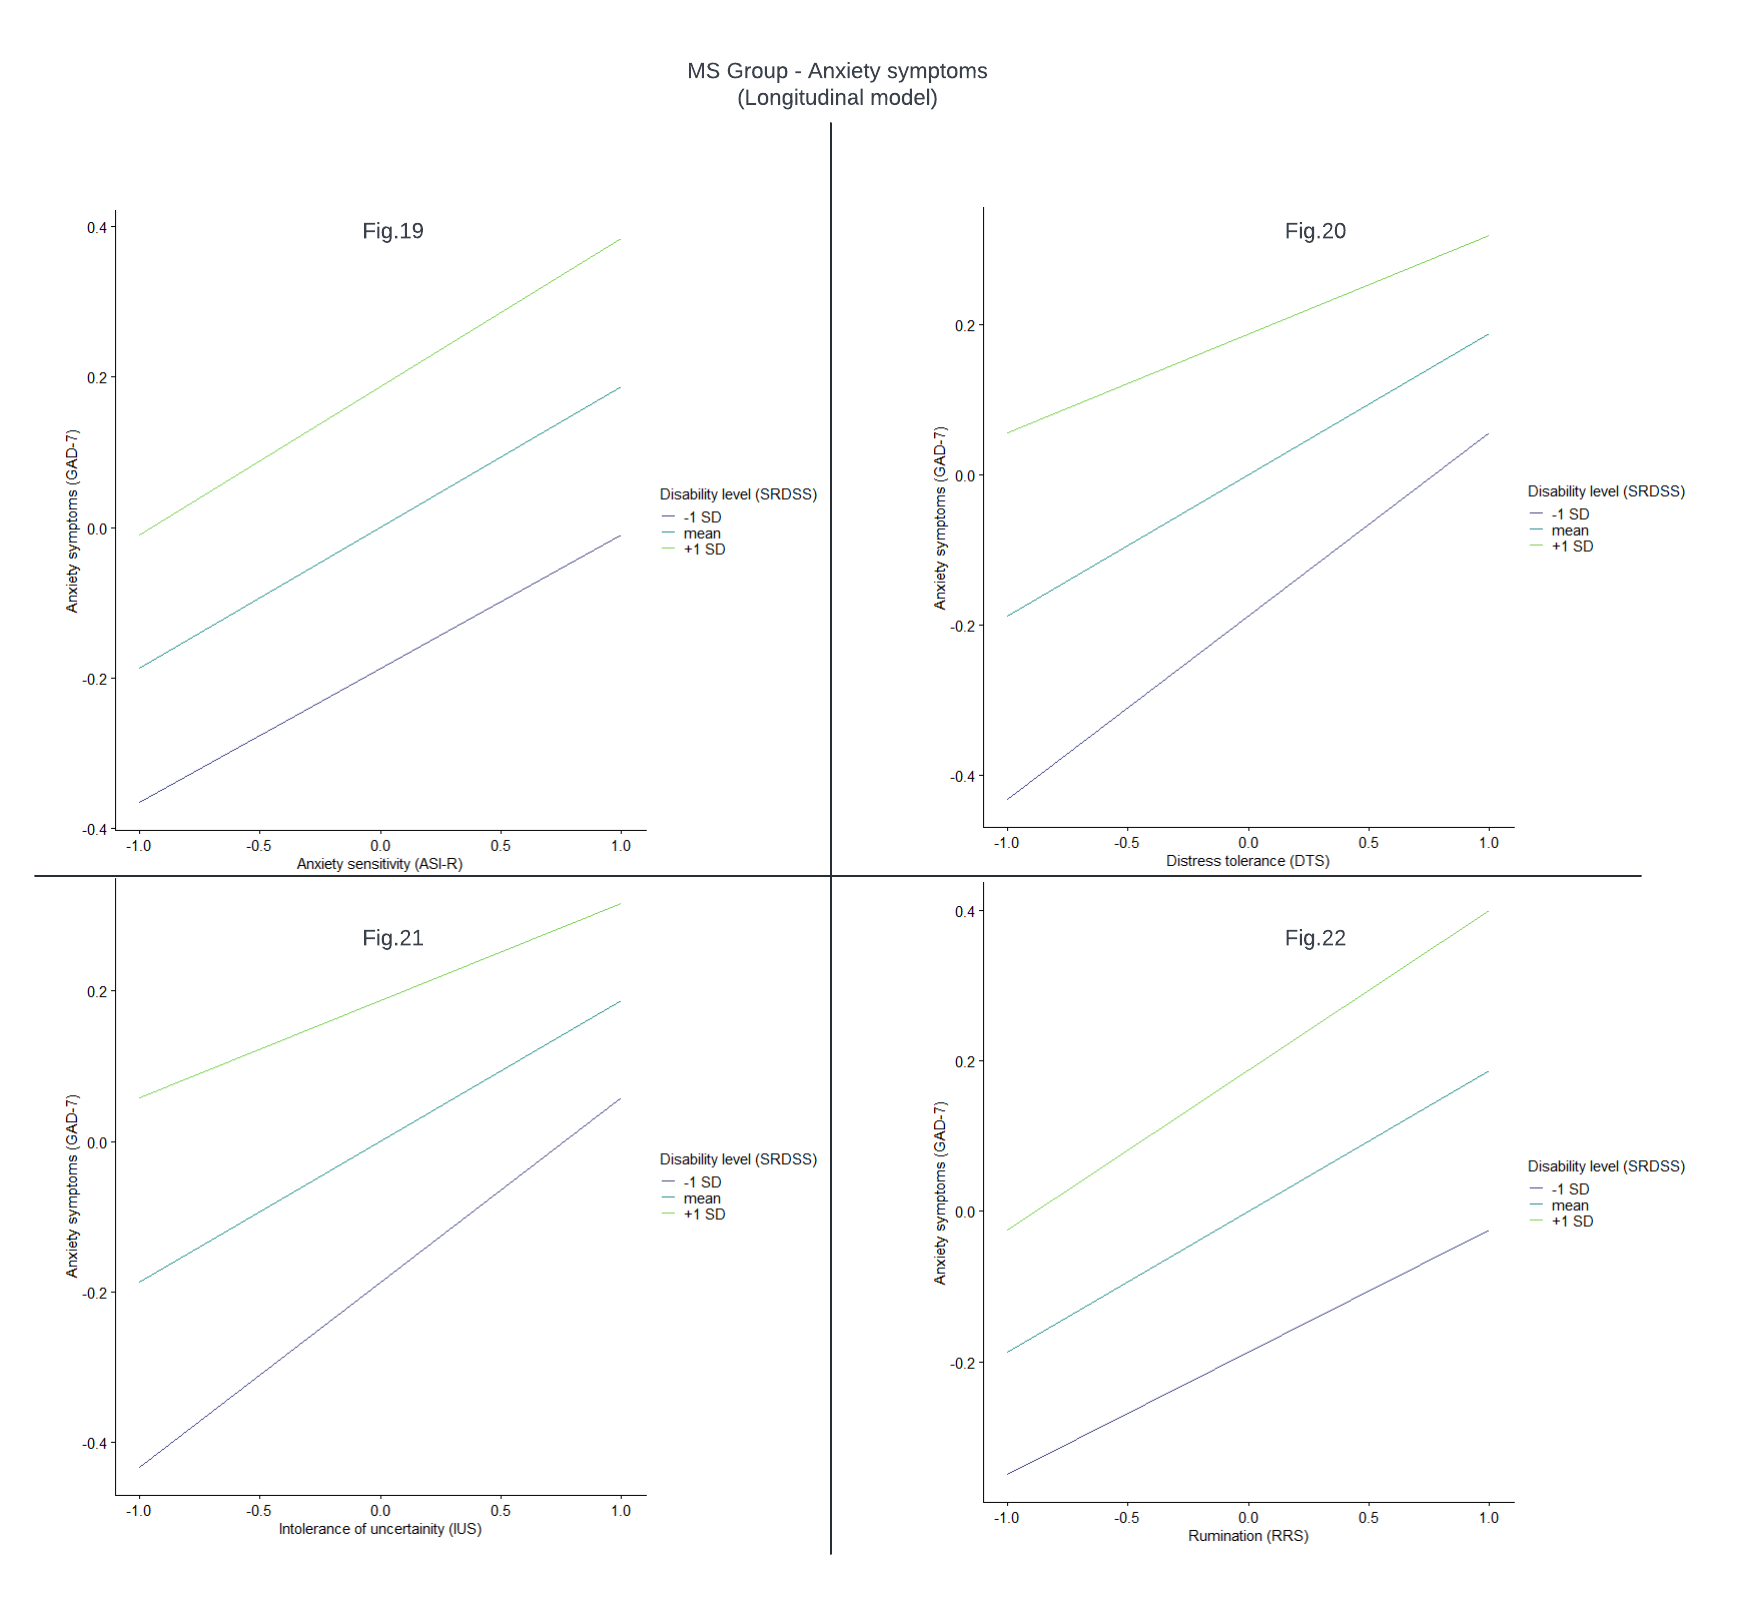 MS Group - Anxiety symptoms
(Longitudinal model)
Fig.19
0.4
0.2
0.0
-0.2
-0.4
Anxiety symptoms (GAD-7)
-1.0 -0.5 0.0 0.5 1.0
Anxiety sensitivity (ASI-R)
Disability level (SRDSS)
-1 SD
mean
+1 SD
Fig.20
0.2
0.0
-0.2
-0.4
Anxiety symptoms (GAD-7)
-1.0 -0.5 0.0 0.5 1.0
Distress tolerance (DTS)
Disability level (SRDSS)
-1 SD
mean
+1 SD
Fig.21
0.2
0.0
-0.2
-0.4
Anxiety symptoms (GAD-7)
-1.0 -0.5 0.0 0.5 1.0
Intolerance of uncertainity (IUS)
Disability level (SRDSS)
-1 SD
mean
+1 SD
Fig.22
0.4
0.2
0.0
-0.2
Anxiety symptoms (GAD-7)
-1.0 -0.5 0.0 0.5 1.0
Rumination (RRS)
Disability level (SRDSS)
-1 SD
mean
+1 SD